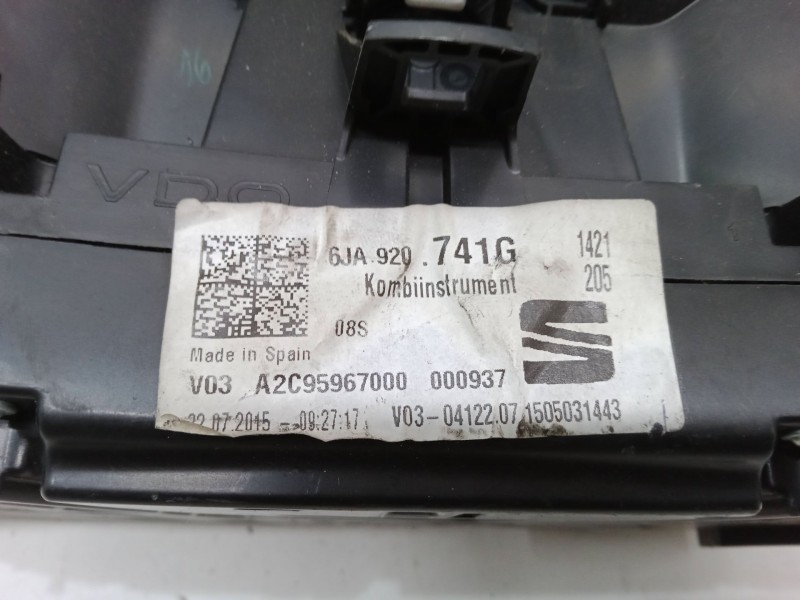 VDO
6JA 920 .741G 1421
Kombiinstrument 205
08S
Made in Spain
V03 A2C95967000 000937
22.07.2015 - 09:27:17 V03-04122.07,1505031443